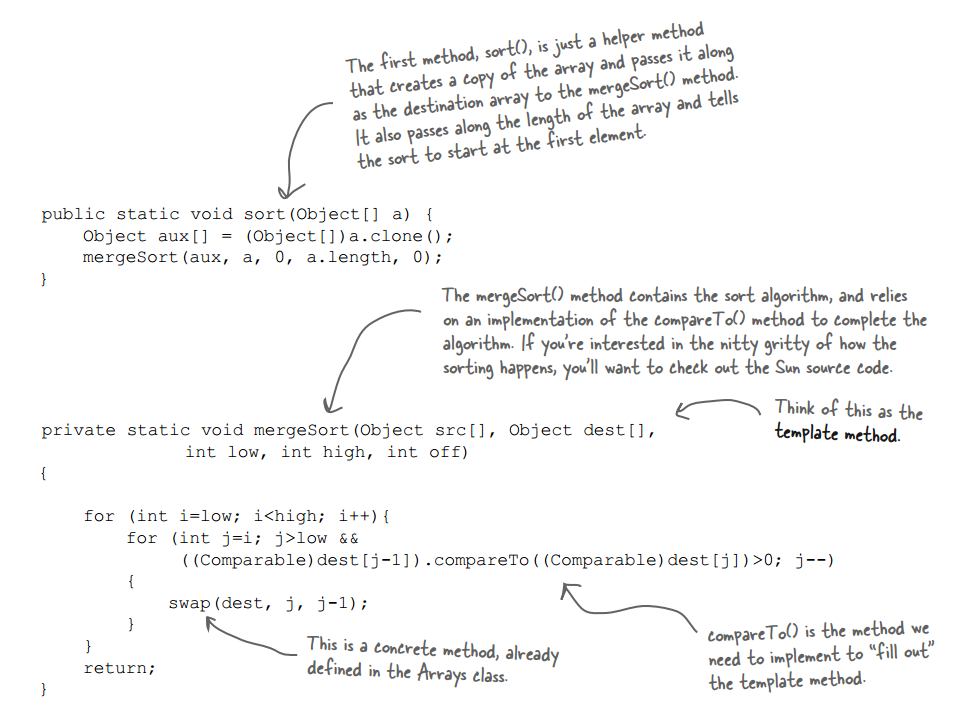 The first method, sort(), is just a helper method
that creates a copy of the array and passes it along
as the destination array to the mergeSort() method.
It also passes along the length of the array and tells
the sort to start at the first element.
public static void sort(Object[] a) {
    Object aux[] = (Object[])a.clone();
    mergeSort(aux, a, 0, a.length, 0);
}
The mergeSort() method contains the sort algorithm, and relies
on an implementation of the compareTo() method to complete the
algorithm. If you're interested in the nitty gritty of how the
sorting happens, you'll want to check out the Sun source code.
Think of this as the
template method.
private static void mergeSort(Object src[], Object dest[],
            int low, int high, int off)
{
    for (int i=low; i<high; i++){
        for (int j=i; j>low &&
             ((Comparable)dest[j-1]).compareTo((Comparable)dest[j])>0; j--)
        {
            swap(dest, j, j-1);
        }
    }
    return;
}
This is a concrete method, already
defined in the Arrays class.
compareTo() is the method we
need to implement to “fill out”
the template method.